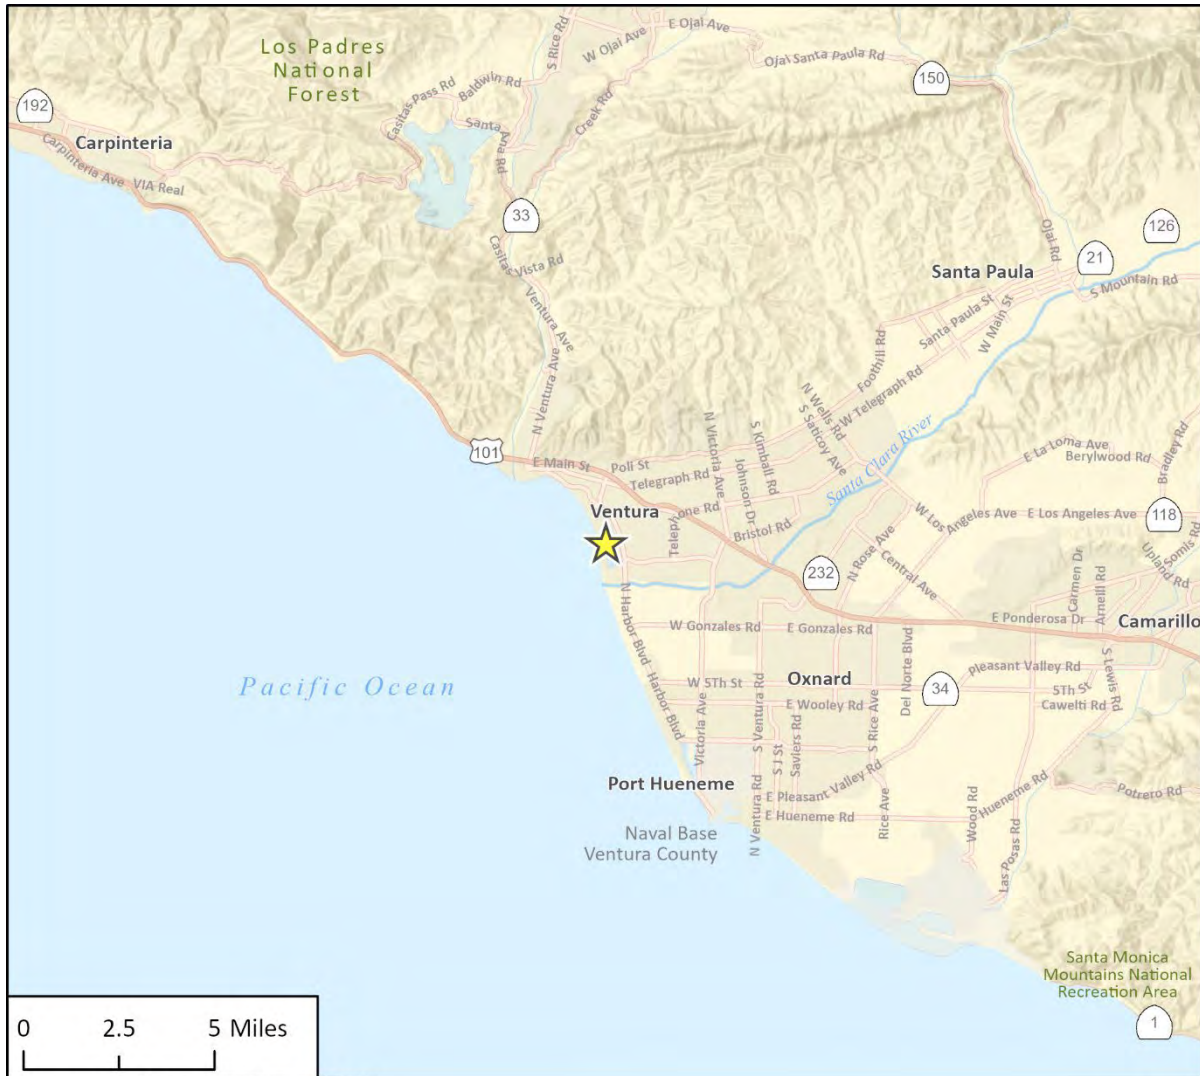 Los Padres
National
Forest
192
Carpinteria
Carpinteria Ave
VIA Real
Casitas Pass Rd
Baldwin Rd
S Rice Rd
W Ojai Ave
E Ojai Ave
Ojai Santa Paula Rd
150
Santa Ana Rd
Creek Rd
33
Casitas Vista Rd
Ventura Ave
N Ventura Ave
Ojai Rd
126
21
Santa Paula
S Mountain Rd
Santa Paula St
W Main St
Foothill Rd
W Telegraph Rd
N Wells Rd
S Saticoy Ave
Santa Clara River
N Victoria Ave
S Kimball Rd
Johnson Dr
E La Loma Ave
Berylwood Rd
Bradley Rd
101
E Main St
Poli St
Telegraph Rd
Ventura
Telephone Rd
Bristol Rd
W Los Angeles Ave
E Los Angeles Ave
118
Somis Rd
Upland Rd
232
N Rose Ave
Central Ave
Carmen Dr
Arneill Rd
E Ponderosa Dr
Camarillo
N Harbor Blvd
Harbor Blvd
W Gonzales Rd
E Gonzales Rd
Del Norte Blvd
Pleasant Valley Rd
S Lewis Rd
Pacific Ocean
Oxnard
W 5Th St
34
5Th St
Cawelti Rd
E Wooley Rd
Victoria Ave
S Ventura Rd
S J St
Saviers Rd
S Rice Ave
Port Hueneme
E Pleasant Valley Rd
E Hueneme Rd
Hueneme Rd
Potrero Rd
Naval Base
Ventura County
N Ventura Rd
Rice Ave
Wood Rd
Las Posas Rd
Santa Monica
Mountains National
Recreation Area
1
0 2.5 5 Miles